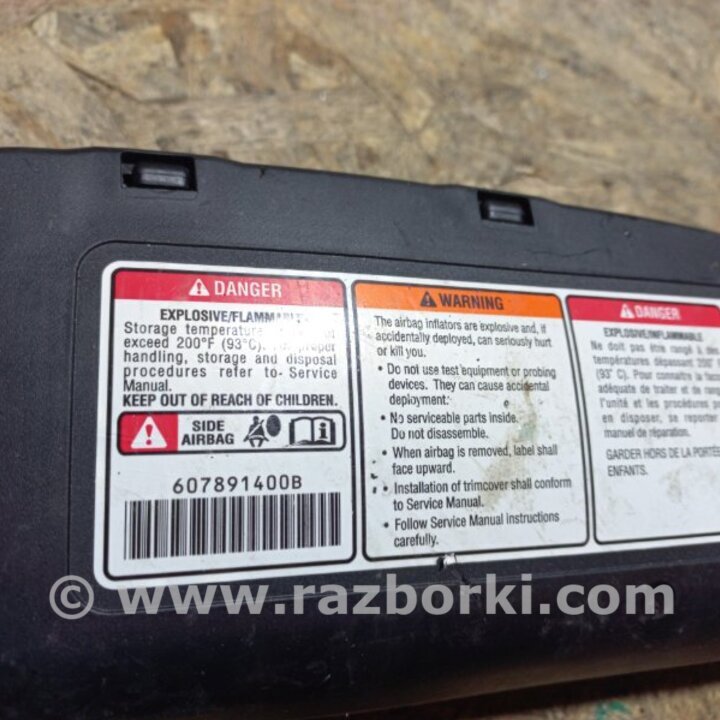 DANGER
EXPLOSIVE/FLAMMABLE
Storage temperature
exceed 200°F (93°C).
handling, storage and disposal
procedures refer to Service
Manual.
KEEP OUT OF REACH OF CHILDREN.
SIDE
AIRBAG
607891400B
WARNING
The airbag inflators are explosive and, if
accidentally deployed, can seriously hurt
or kill you.
• Do not use test equipment or probing
devices. They can cause accidental
deployment.
• No serviceable parts inside.
Do not disassemble.
• When airbag is removed, label shall
face upward.
• Installation of trimcover shall conform
to Service Manual.
• Follow Service Manual instructions
carefully.
DANGER
EXPLOSIVE/INFLAMMABLE
Ne doit pas être rangé à
températures dépassant 200°
(93° C). Pour connaître la
adéquate de traiter et de
l'unité et les procédures
en disposer, se reporter
manuel de réparation.
GARDER HORS DE LA PORTÉE
ENFANTS.
© www.razborki.com